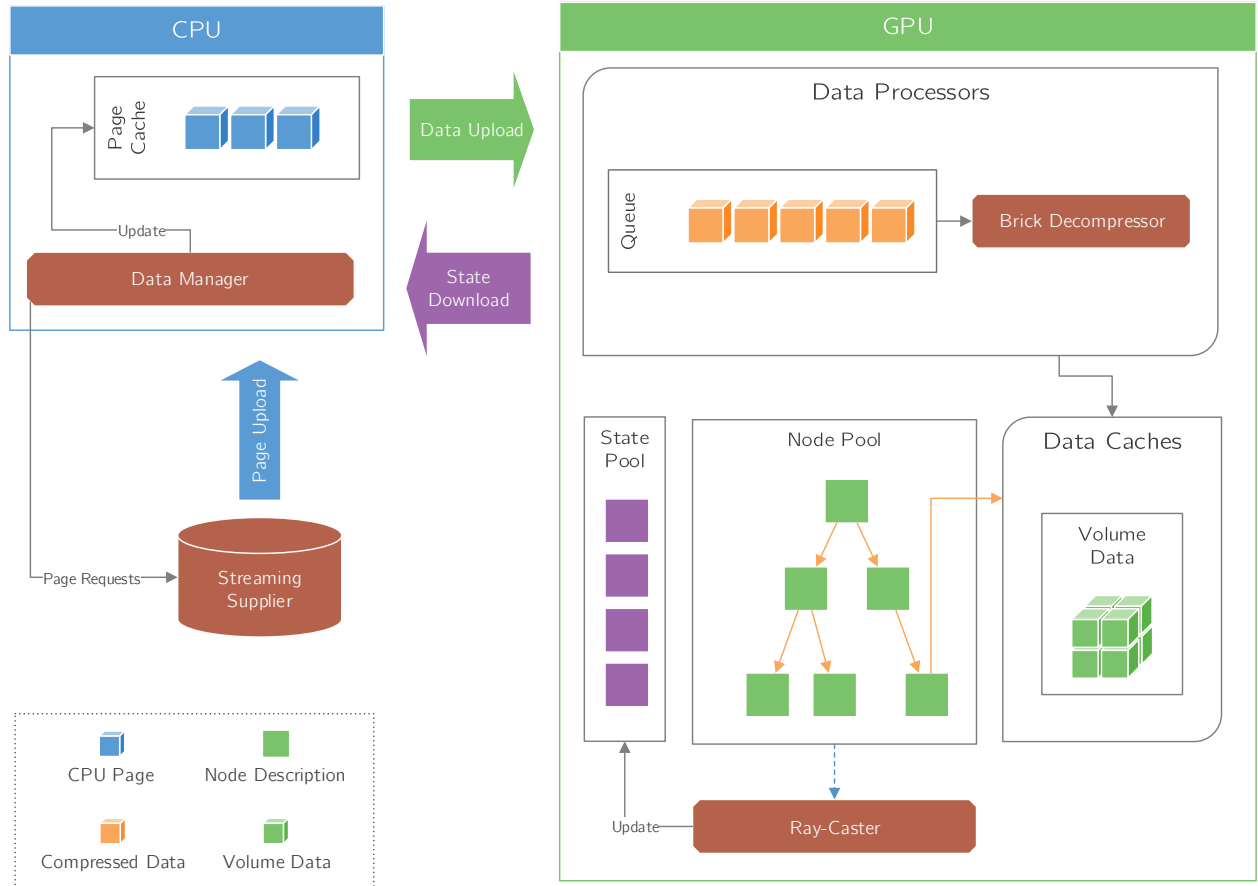 CPU
Page
Cache
Update
Data Manager
Page Upload
Page Requests
Streaming
Supplier
Data Upload
State
Download
GPU
Data Processors
Queue
Brick Decompressor
State
Pool
Node Pool
Data Caches
Volume
Data
Update
Ray-Caster
CPU Page
Node Description
Compressed Data
Volume Data